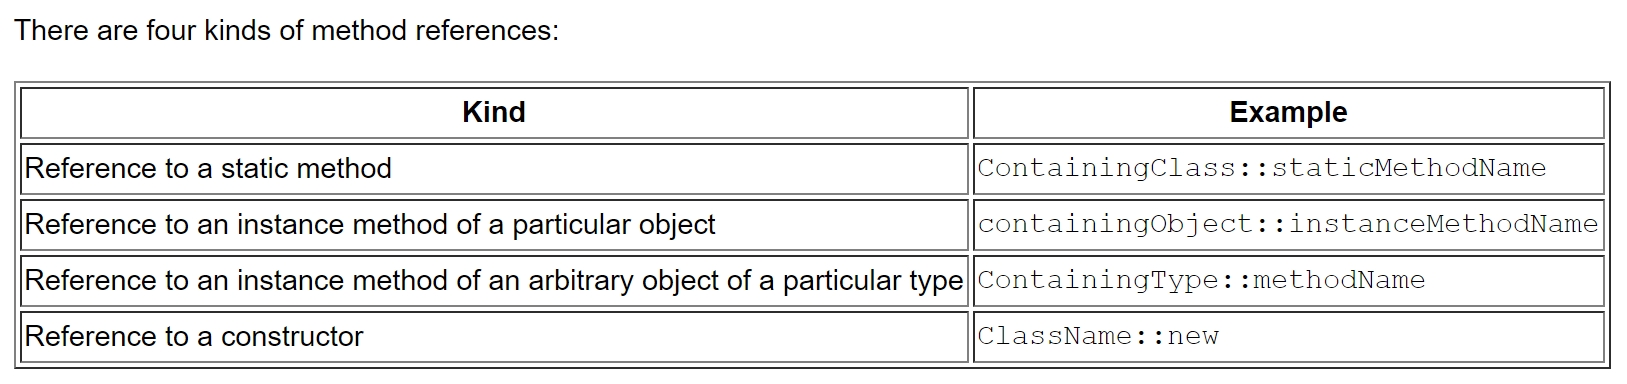 There are four kinds of method references:
Kind Example
Reference to a static method ContainingClass::staticMethodName
Reference to an instance method of a particular object containingObject::instanceMethodName
Reference to an instance method of an arbitrary object of a particular type ContainingType::methodName
Reference to a constructor ClassName::new